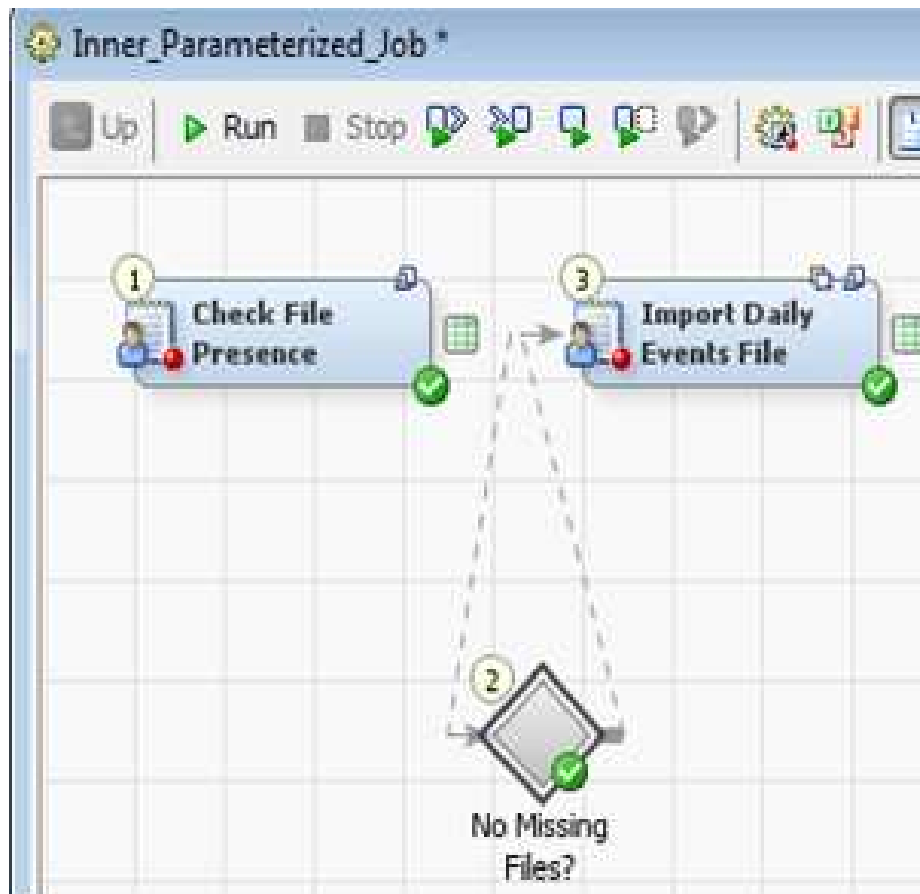 Inner_Parameterized_Job *
Up Run Stop
1
Check File
Presence
3
Import Daily
Events File
2
No Missing
Files?